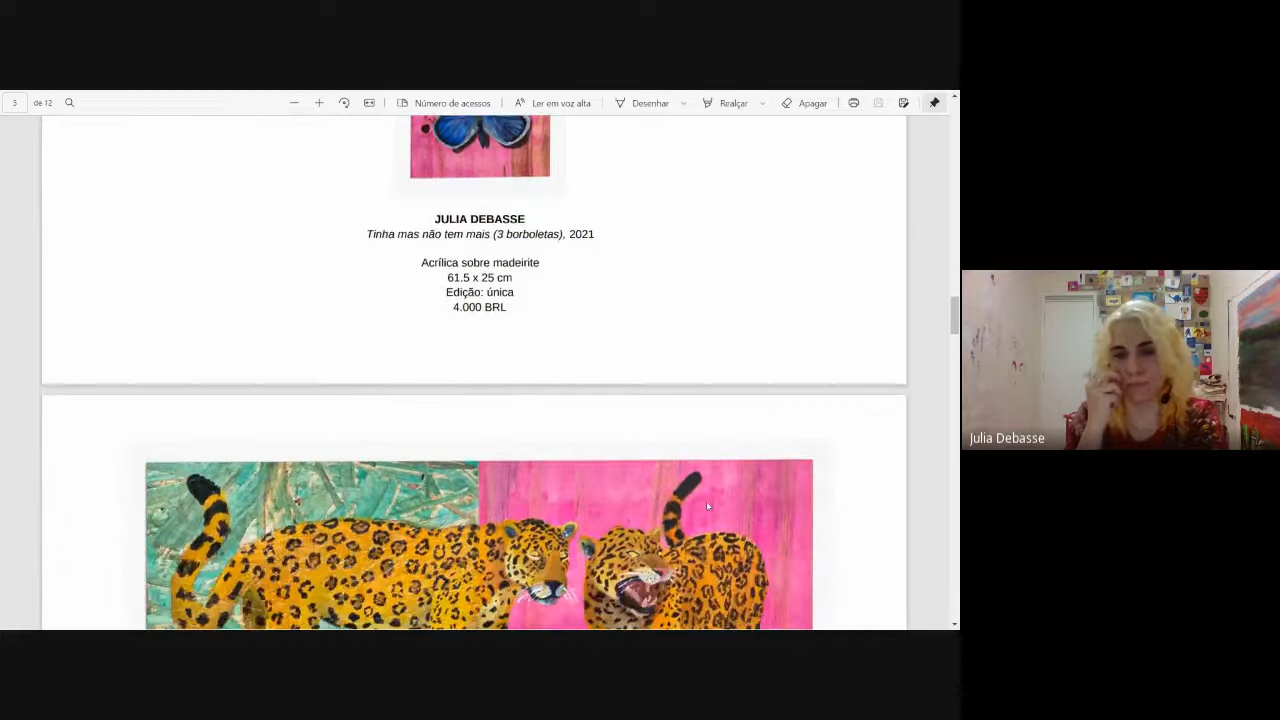 5 de 12 Número de acessos Ler em voz alta Desenhar Realçar Apagar
JULIA DEBASSE
Tinha mas não tem mais (3 borboletas), 2021
Acrílica sobre madeirite
61.5 x 25 cm
Edição: única
4.000 BRL
Julia Debasse